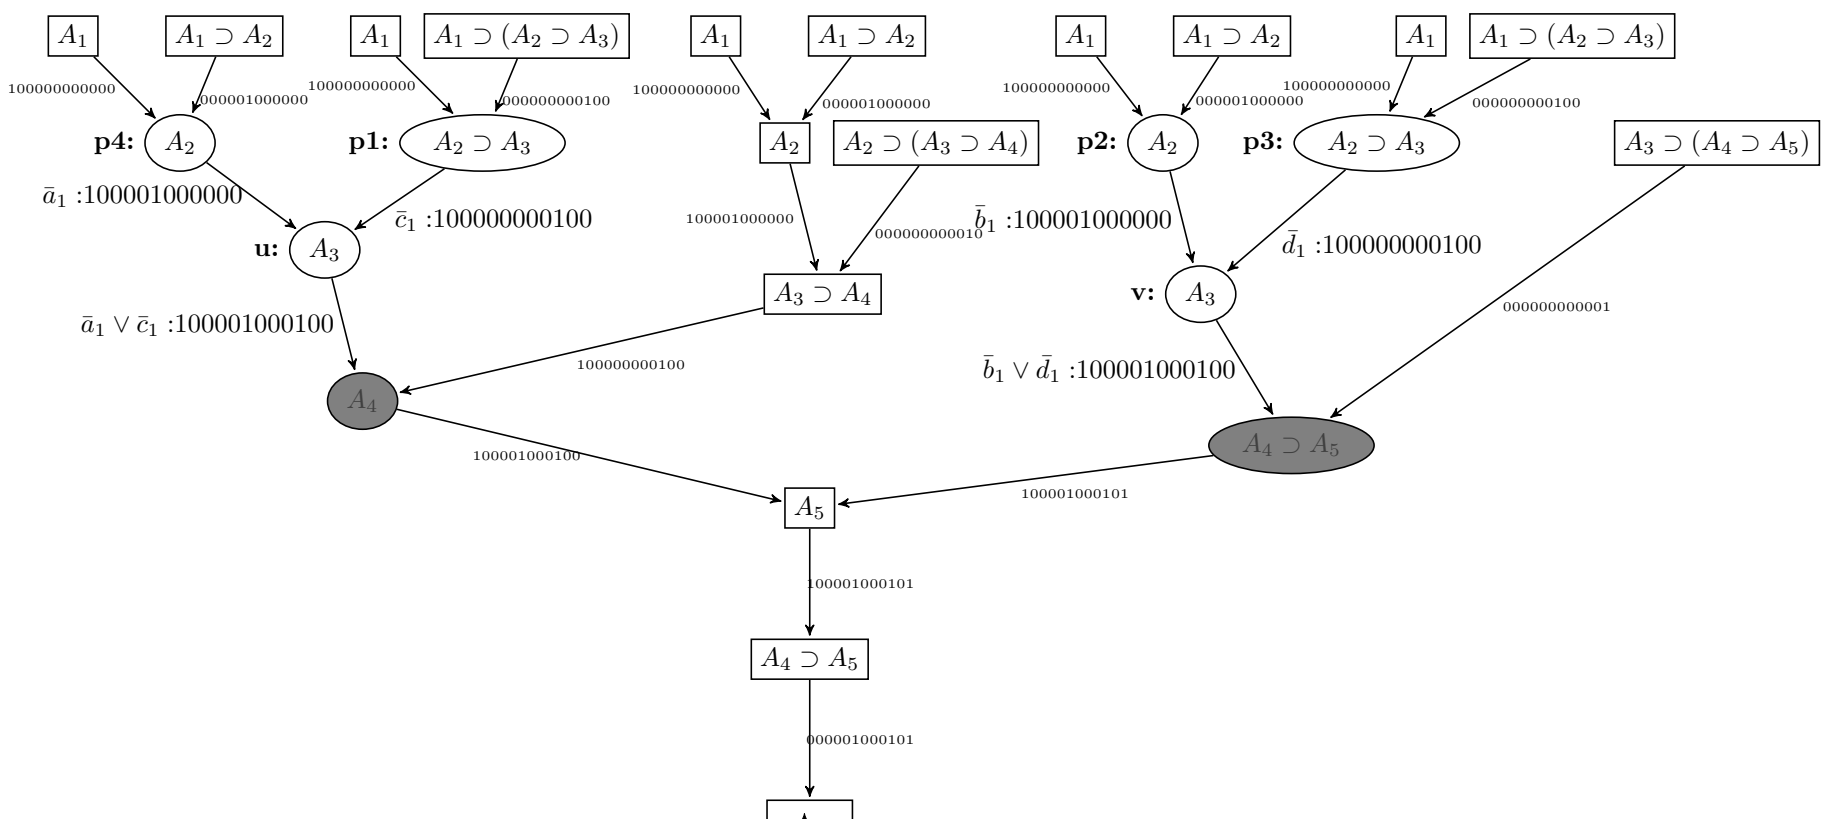 A₁ A₁ ⊃ A₂ A₁ A₁ ⊃ (A₂ ⊃ A₃) A₁ A₁ ⊃ A₂ A₁ A₁ ⊃ A₂ A₁ A₁ ⊃ (A₂ ⊃ A₃)
100000000000 000001000000 100000000000 000000000100 100000000000 000001000000 100000000000 000001000000 100000000000 000000000100
p4: A₂ p1: A₂ ⊃ A₃ A₂ A₂ ⊃ (A₃ ⊃ A₄) p2: A₂ p3: A₂ ⊃ A₃ A₃ ⊃ (A₄ ⊃ A₅)
ā₁ :100001000000 c̄₁ :100000000100 100001000000 000000000010 b̄₁ :100001000000 d̄₁ :100000000100
u: A₃ A₃ ⊃ A₄ v: A₃ 000000000001
ā₁ ∨ c̄₁ :100001000100 100000000100 b̄₁ ∨ d̄₁ :100001000100
A₄ A₄ ⊃ A₅
100001000100 100001000101
A₅
100001000101
A₄ ⊃ A₅
000001000101